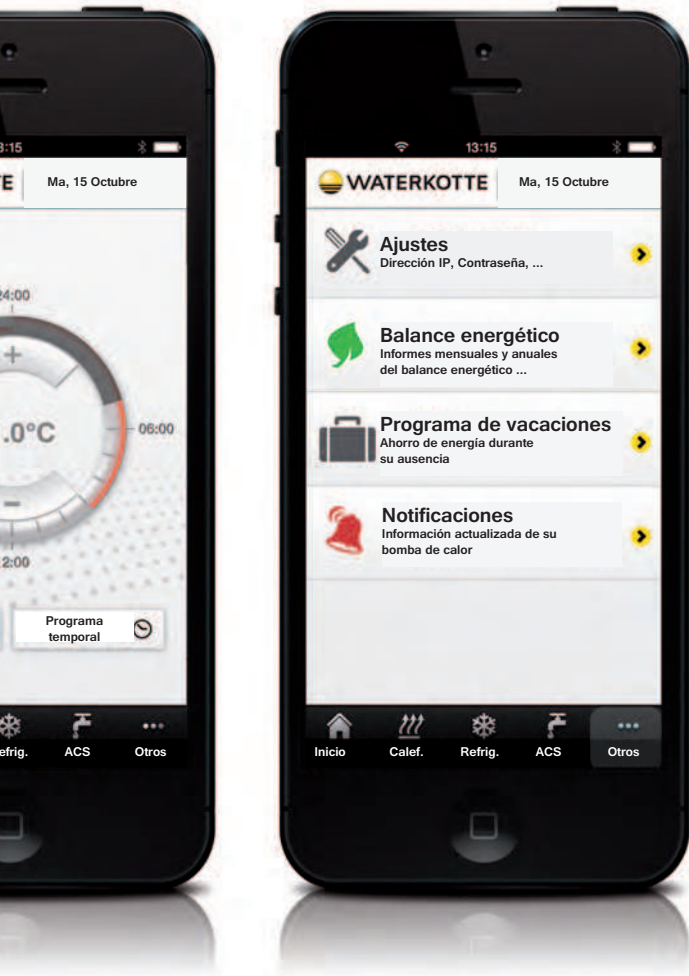 3:15
E
Ma, 15 Octubre
24:00
+
.0°C
06:00
−
2:00
Programa
temporal
efrig.
ACS
Otros
13:15
WATERKOTTE
Ma, 15 Octubre
Ajustes
Dirección IP, Contraseña, ...
Balance energético
Informes mensuales y anuales
del balance energético ...
Programa de vacaciones
Ahorro de energía durante
su ausencia
Notificaciones
Información actualizada de su
bomba de calor
Inicio
Calef.
Refrig.
ACS
Otros